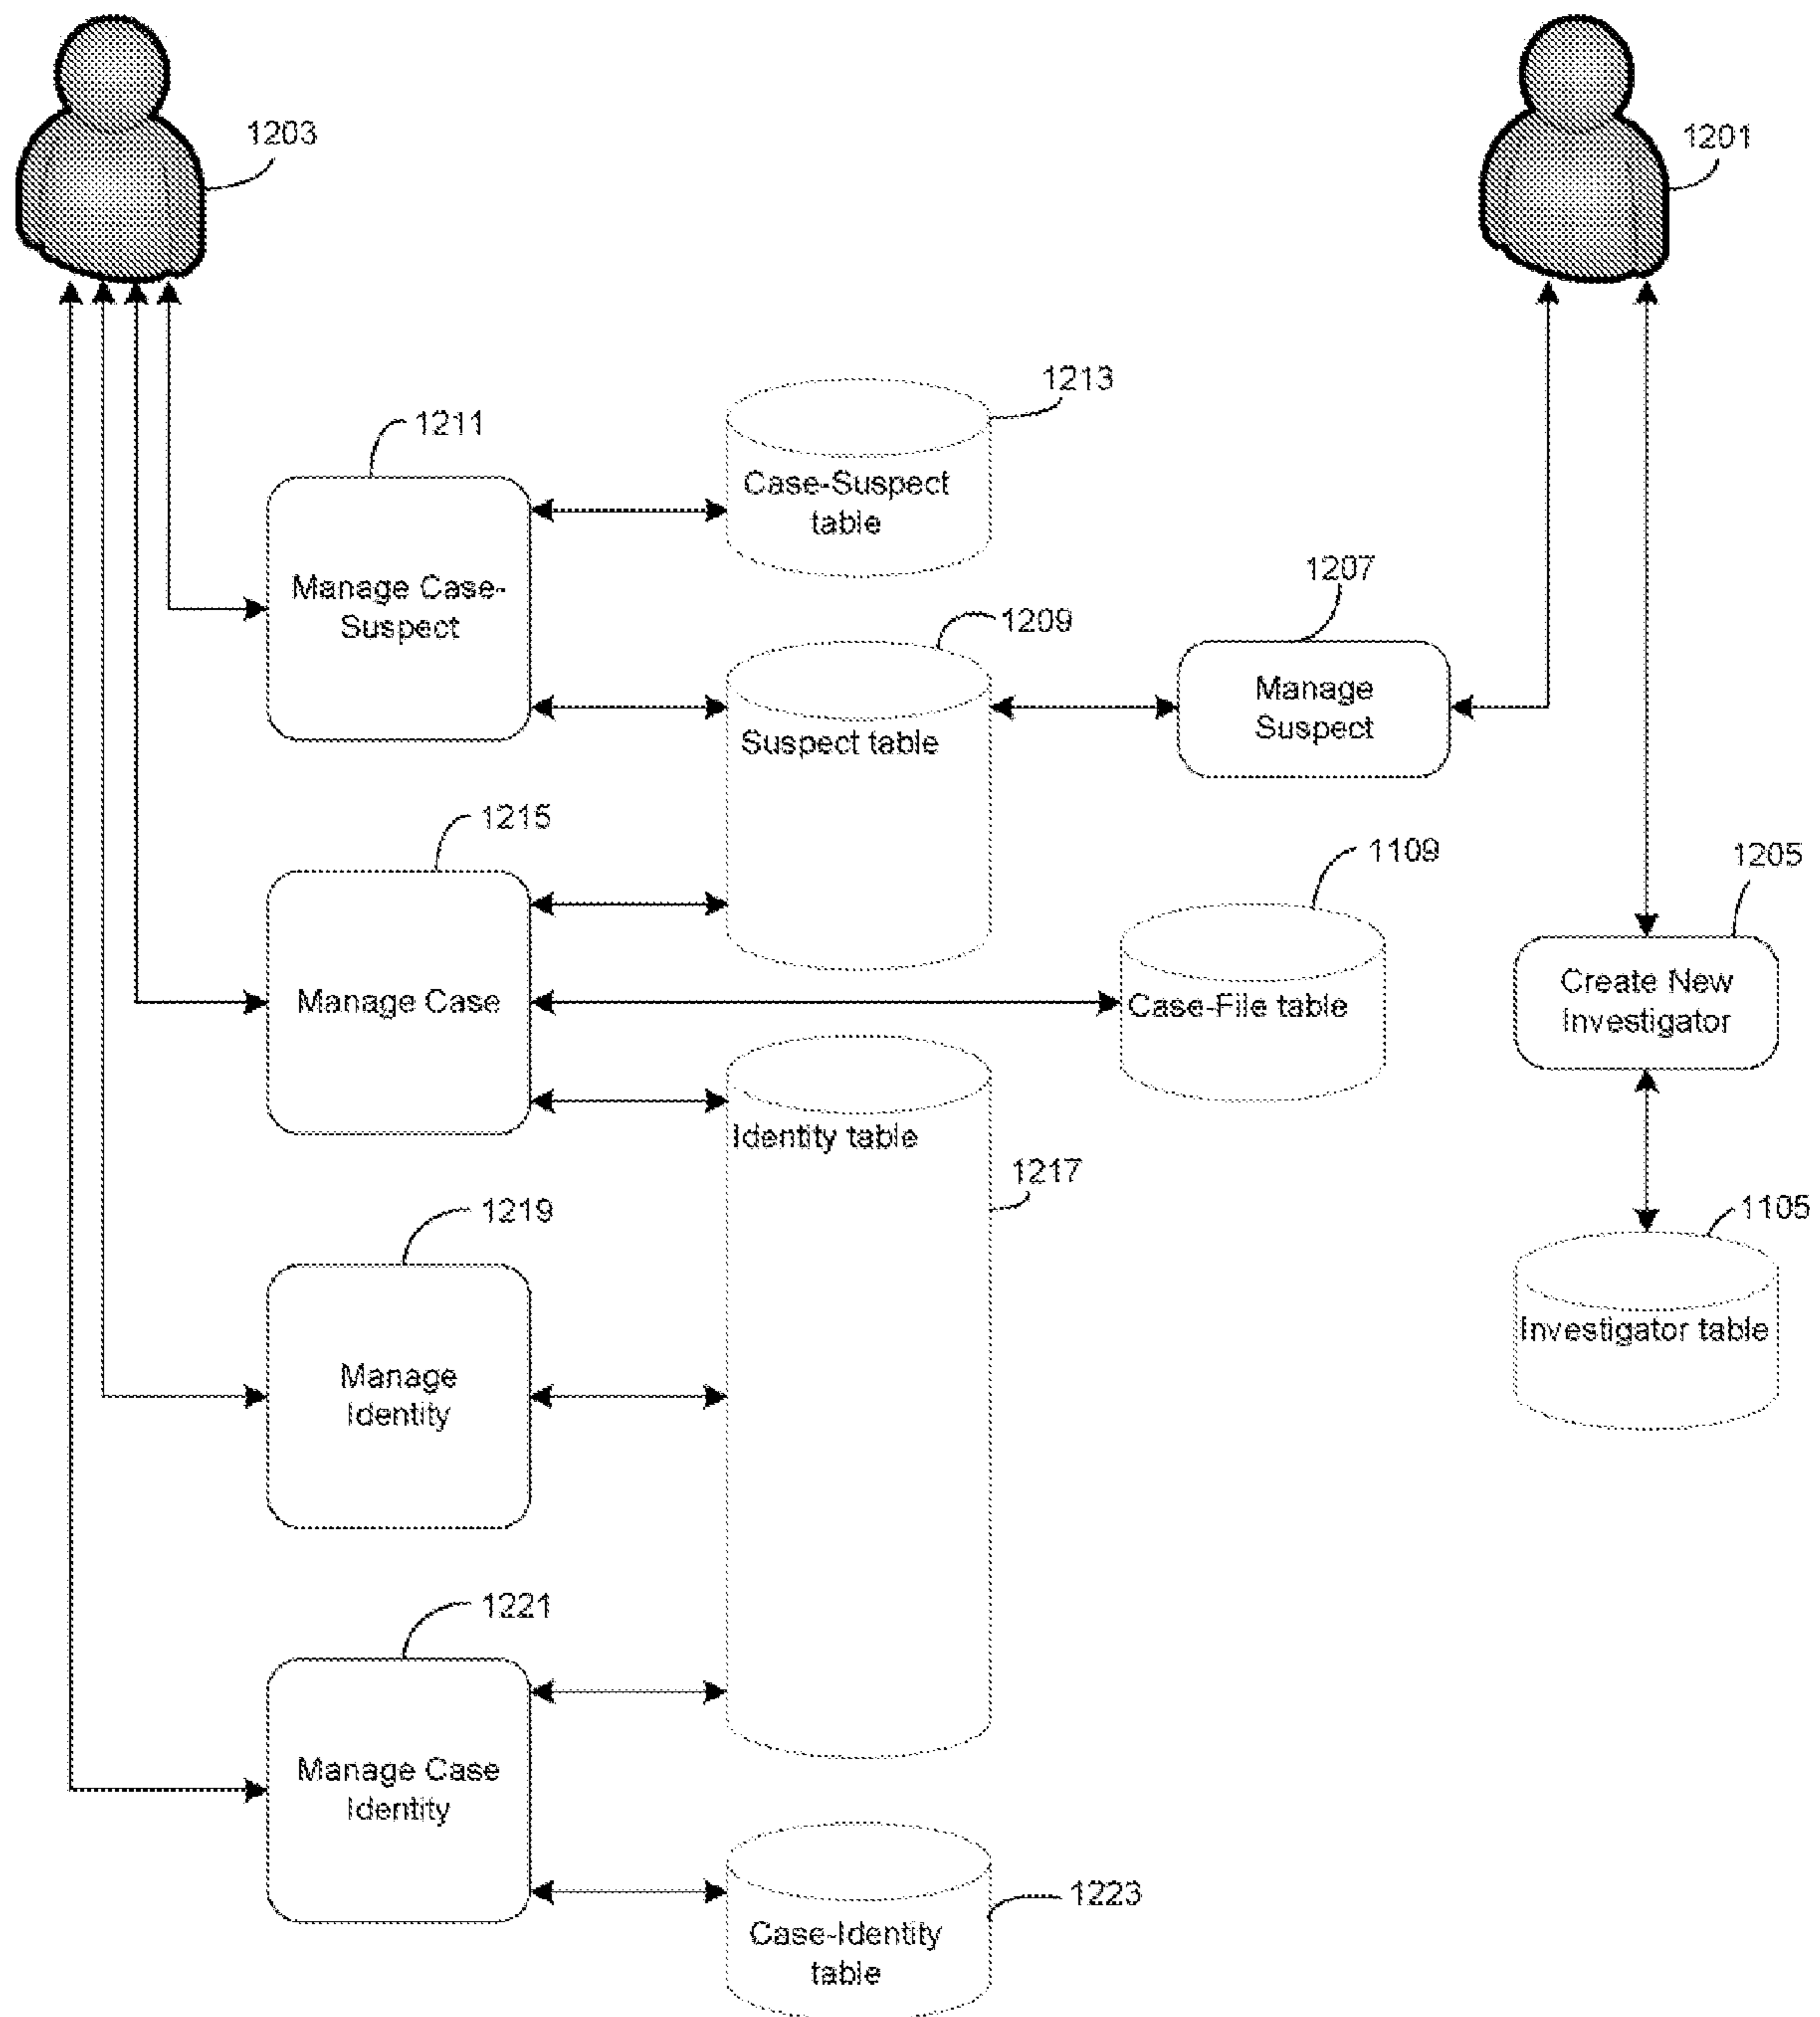 1203
1201
1213
1211
Case-Suspect
table
1207
Manage Case-
Suspect
1209
Manage
Suspect
Suspect table
1215
1109
1205
Create New
Investigator
Manage Case
Case-File table
Identity table
1217
1219
1105
Investigator table
Manage
Identity
1221
Manage Case
Identity
1223
Case-Identity
table